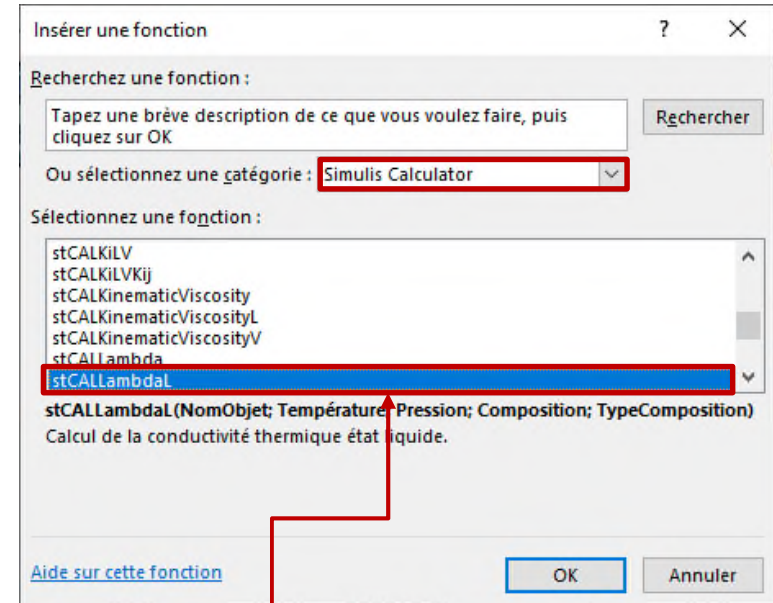 Insérer une fonction ? ×
Recherchez une fonction :
Tapez une brève description de ce que vous voulez faire, puis
cliquez sur OK
Rechercher
Ou sélectionnez une catégorie : Simulis Calculator
Sélectionnez une fonction :
stCALKiLV
stCALKiLVKij
stCALKinematicViscosity
stCALKinematicViscosityL
stCALKinematicViscosityV
stCALLambda
stCALLambdaL
stCALLambdaL(NomObjet; Température; Pression; Composition; TypeComposition)
Calcul de la conductivité thermique état liquide.
Aide sur cette fonction OK Annuler